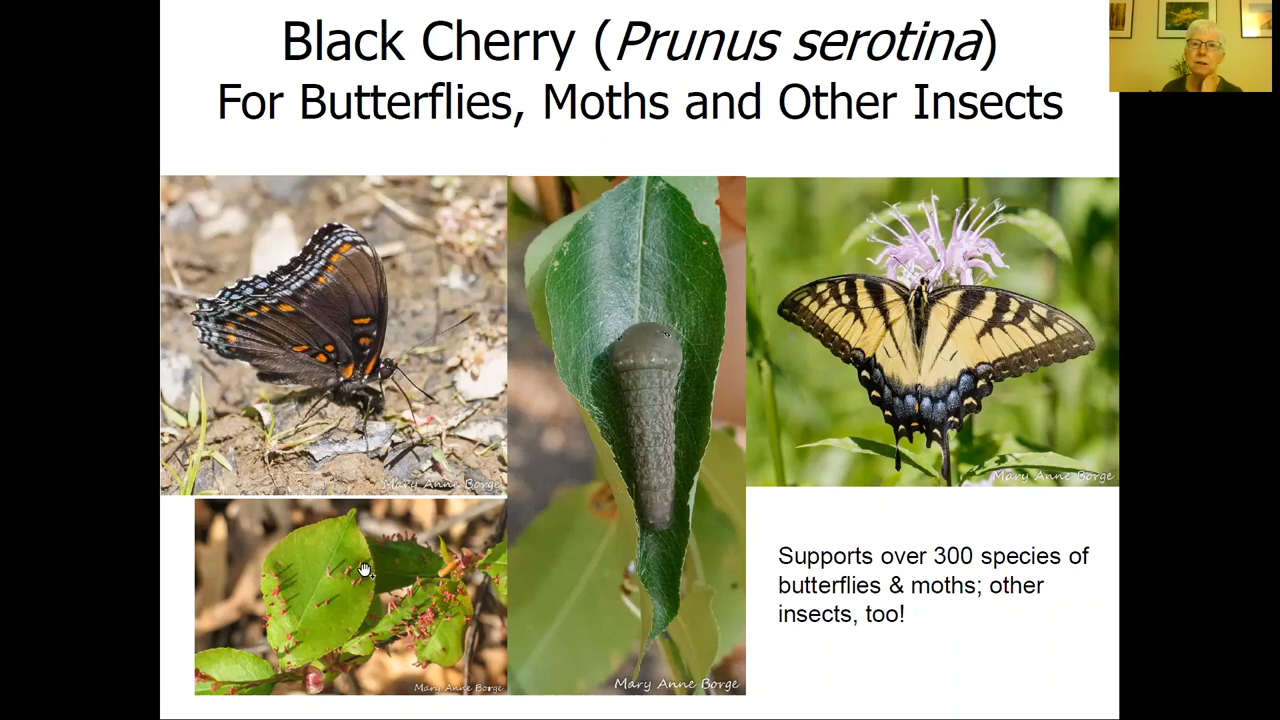 Black Cherry (Prunus serotina)
For Butterflies, Moths and Other Insects
Mary Anne Borge
Mary Anne Borge
Mary Anne Borge
Mary Anne Borge
Supports over 300 species of
butterflies & moths; other
insects, too!